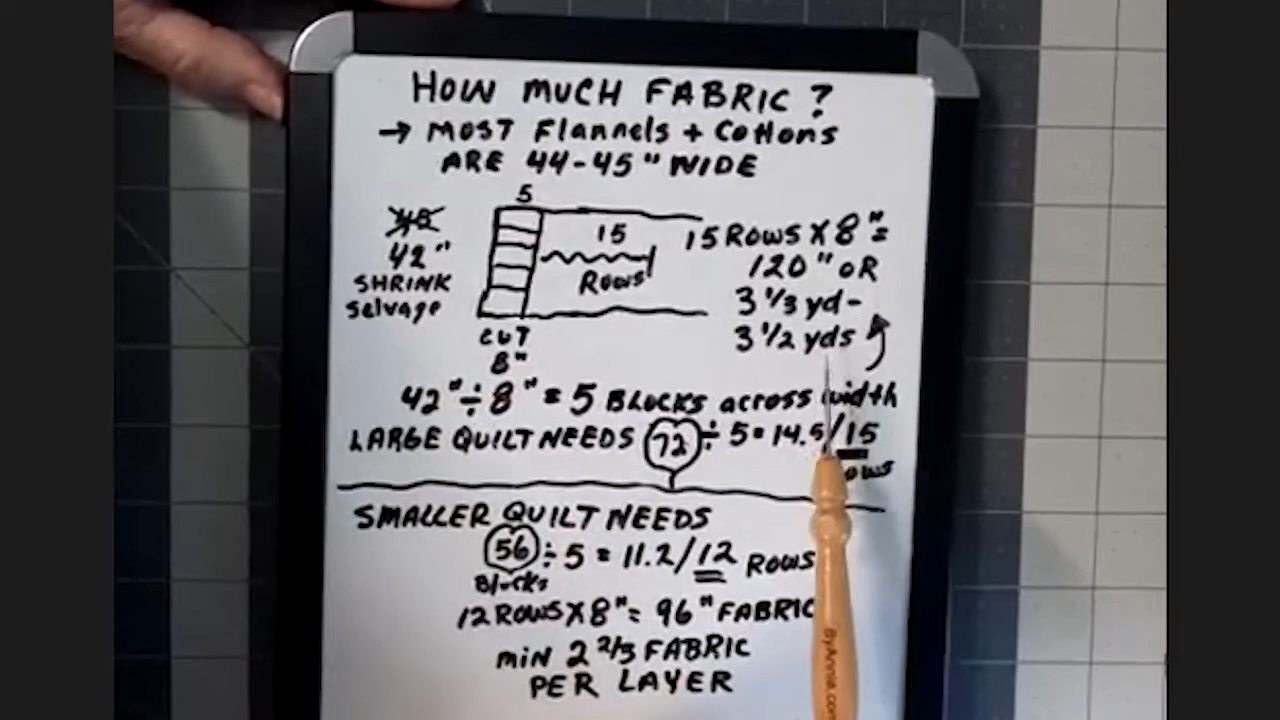 HOW MUCH FABRIC?
→ MOST Flannels + Cottons
ARE 44-45" WIDE
5
42"
SHRINK
Selvage
15
ROWS
CUT
8"
15 ROWS X 8" =
120" OR
3 1/3 yd-
3 1/2 yds
42" ÷ 8" = 5 BLOCKS across width
LARGE QUILT NEEDS 72 ÷ 5 = 14.5/15
SMALLER QUILT NEEDS
56 ÷ 5 = 11.2/12 ROWS
Blocks
12 ROWS X 8" = 96" FABRIC
min 2 2/3 FABRIC
PER LAYER
ByAnnie.com